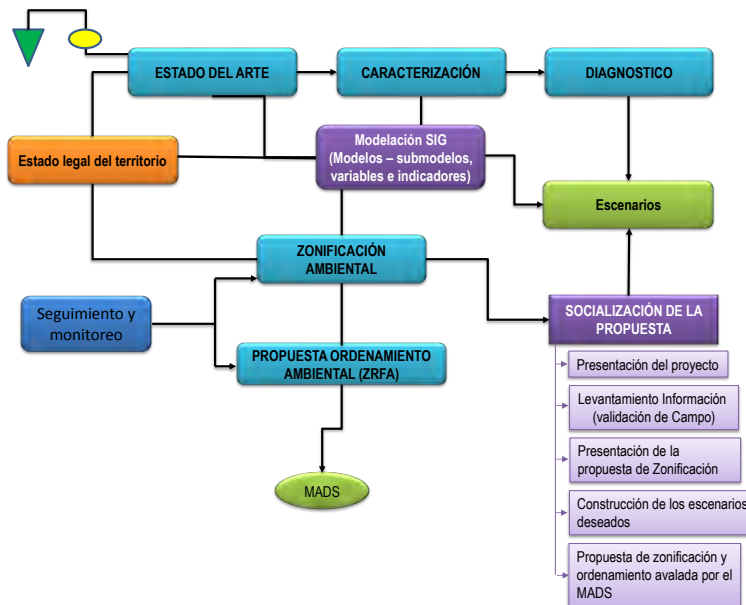 ESTADO DEL ARTE
CARACTERIZACIÓN
DIAGNOSTICO
Estado legal del territorio
Modelación SIG
(Modelos – submodelos,
variables e indicadores)
Escenarios
ZONIFICACIÓN
AMBIENTAL
Seguimiento y
monitoreo
SOCIALIZACIÓN DE LA
PROPUESTA
PROPUESTA ORDENAMIENTO
AMBIENTAL (ZRFA)
Presentación del proyecto
Levantamiento Información
(validación de Campo)
Presentación de la
propuesta de Zonificación
MADS
Construcción de los escenarios
deseados
Propuesta de zonificación y
ordenamiento avalada por el
MADS